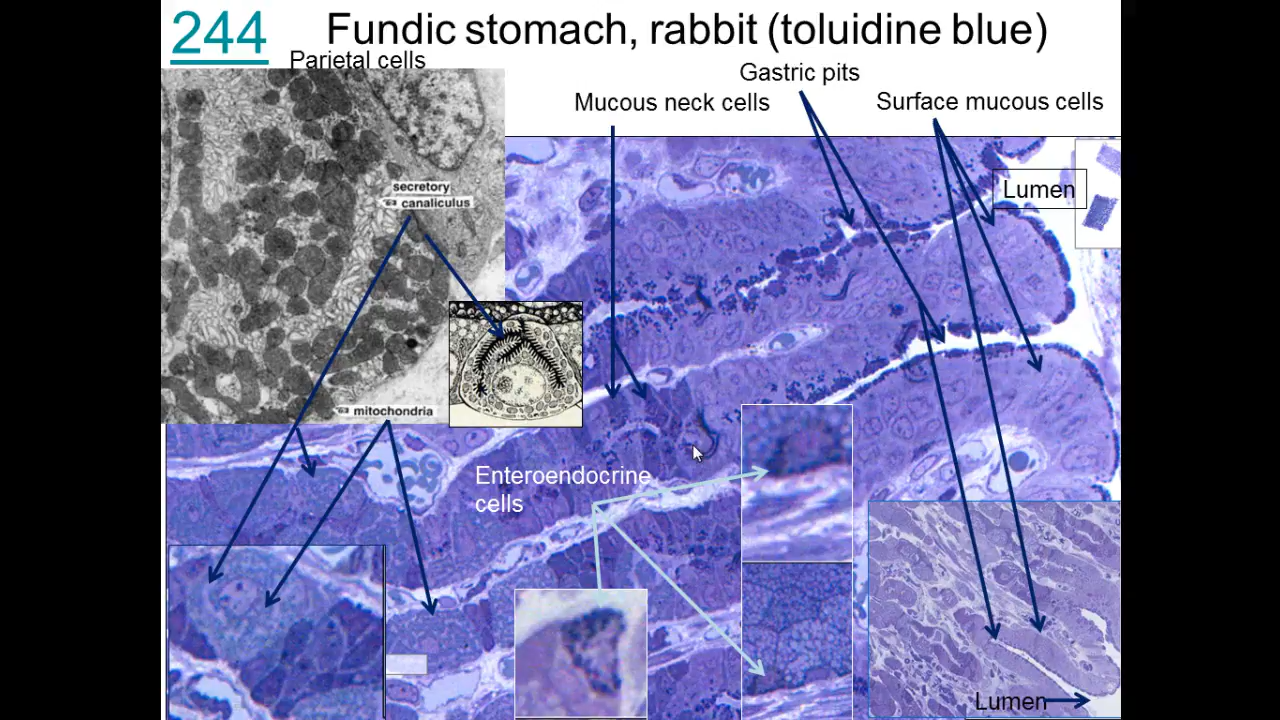 244
Fundic stomach, rabbit (toluidine blue)
Parietal cells
Gastric pits
Mucous neck cells
Surface mucous cells
secretory
canaliculus
Lumen
mitochondria
Enteroendocrine
cells
Lumen